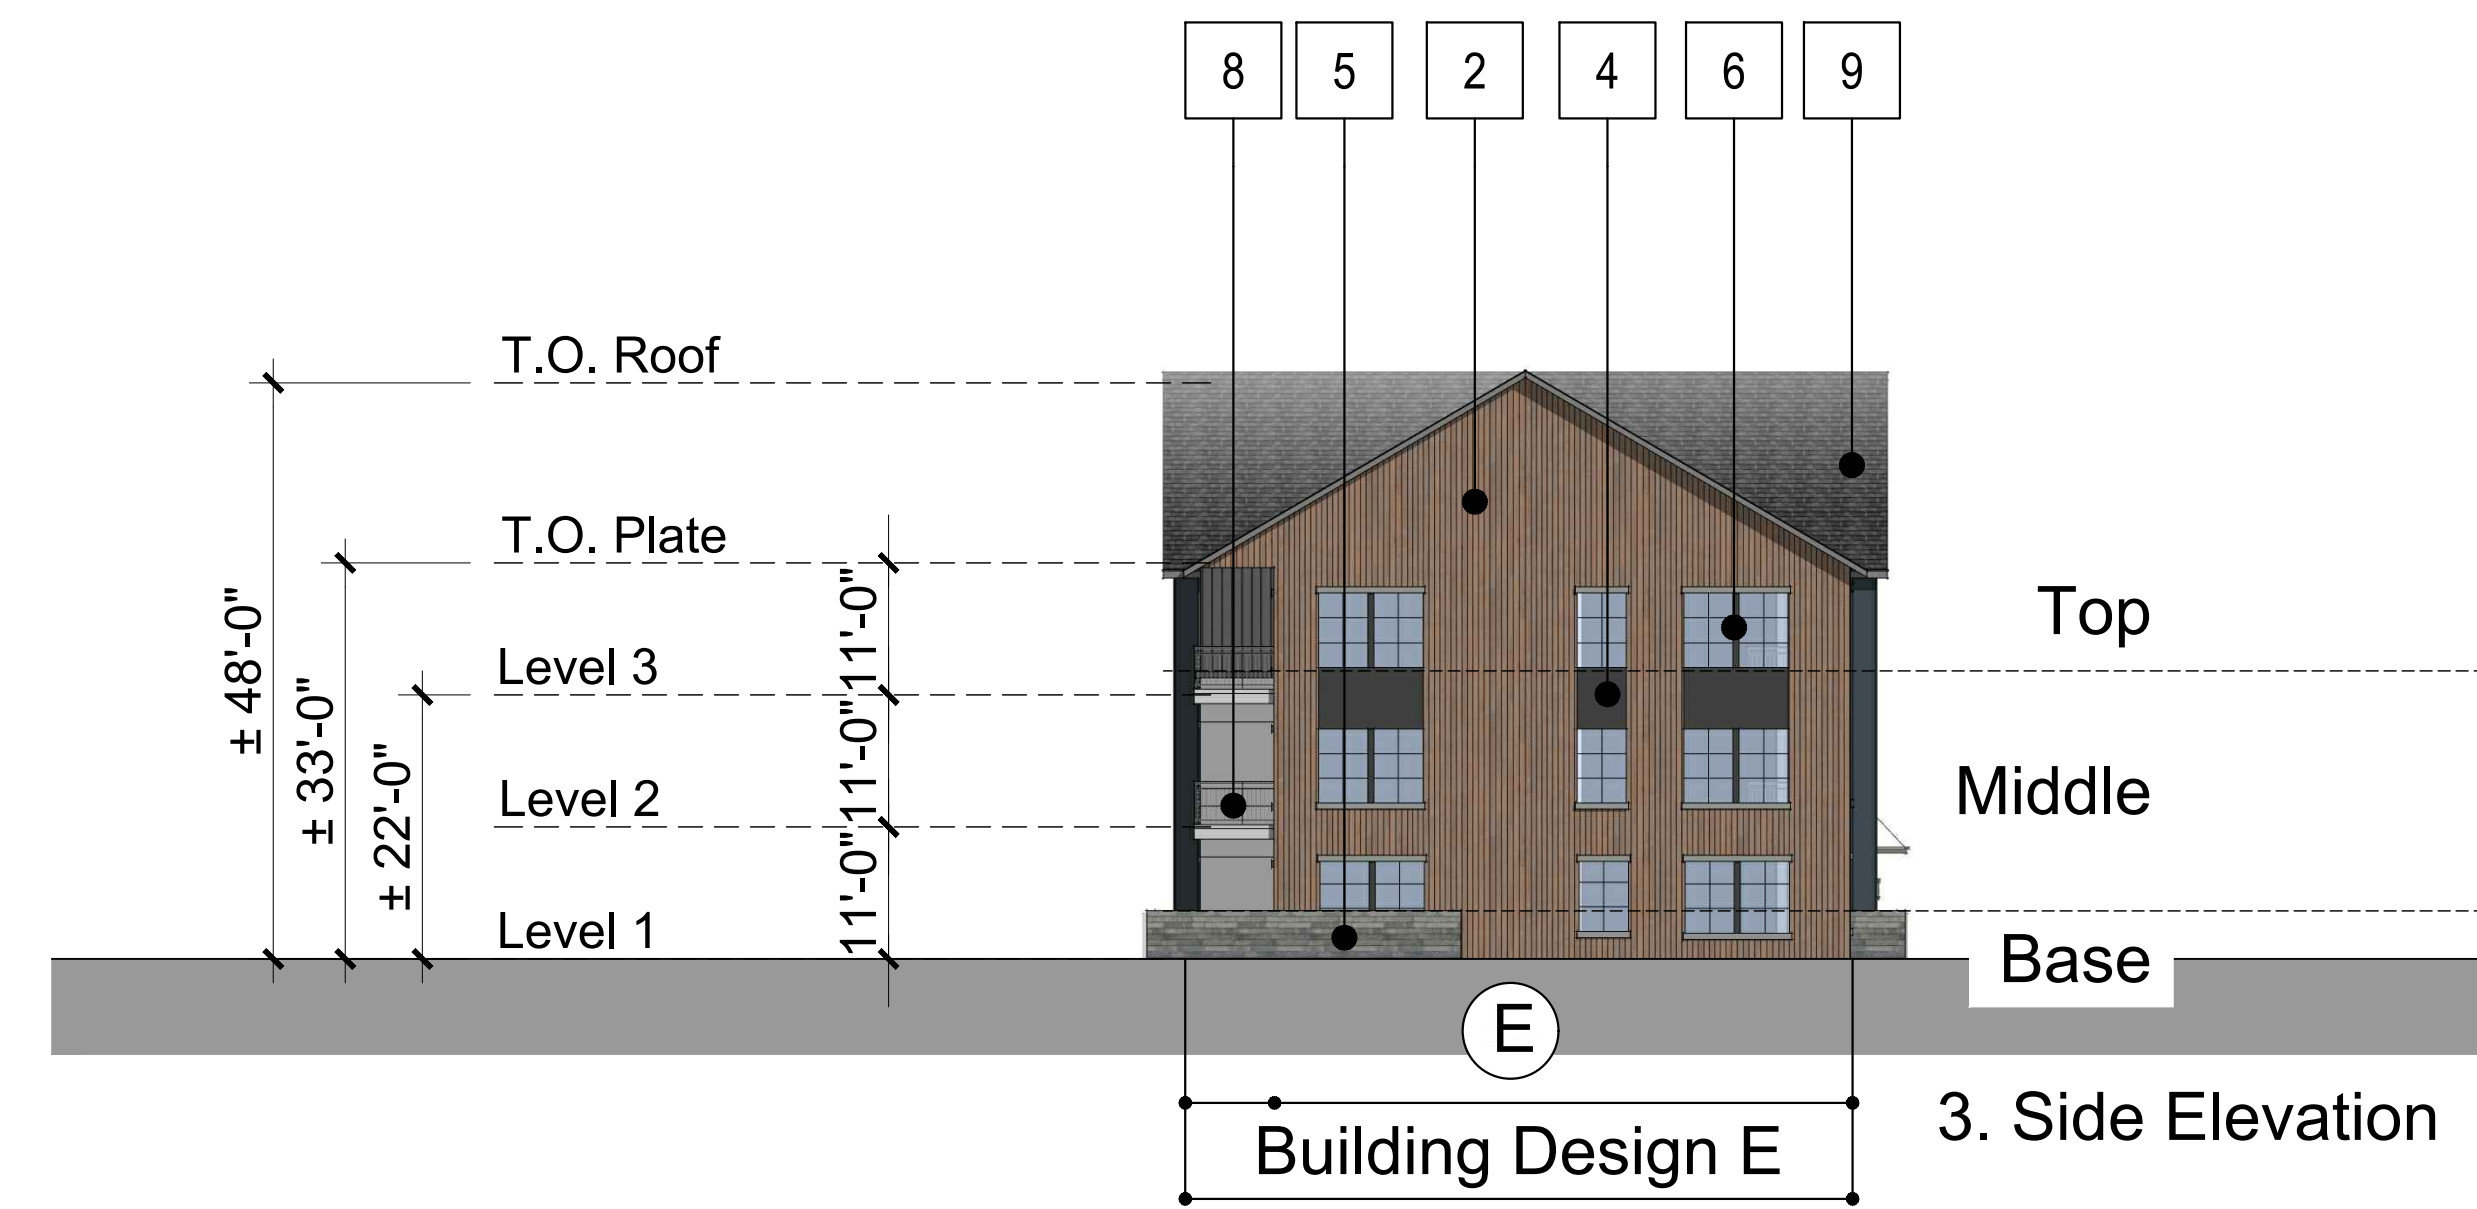 8 5 2 4 6 9
T.O. Roof
T.O. Plate
Level 3
Level 2
Level 1
± 48'-0"
± 33'-0"
± 22'-0"
11'-0"
11'-0"
11'-0"
Top
Middle
Base
E
Building Design E
3. Side Elevation